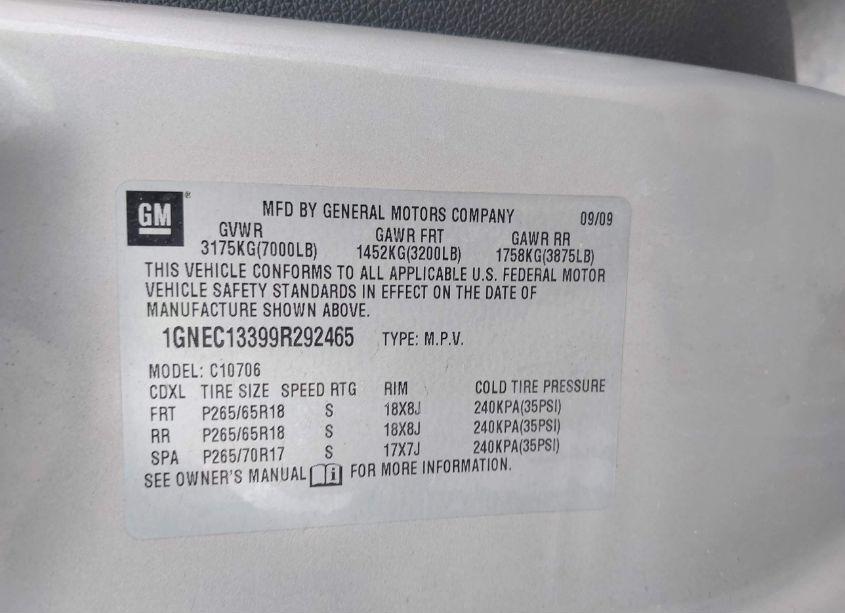 GM ®
MFD BY GENERAL MOTORS COMPANY 09/09
GVWR GAWR FRT GAWR RR
3175KG(7000LB) 1452KG(3200LB) 1758KG(3875LB)
THIS VEHICLE CONFORMS TO ALL APPLICABLE U.S. FEDERAL MOTOR
VEHICLE SAFETY STANDARDS IN EFFECT ON THE DATE OF
MANUFACTURE SHOWN ABOVE.
1GNEC13399R292465 TYPE: M.P.V.
MODEL: C10706
CDXL TIRE SIZE SPEED RTG RIM COLD TIRE PRESSURE
FRT P265/65R18 S 18X8J 240KPA(35PSI)
RR P265/65R18 S 18X8J 240KPA(35PSI)
SPA P265/70R17 S 17X7J 240KPA(35PSI)
SEE OWNER'S MANUAL i FOR MORE INFORMATION.